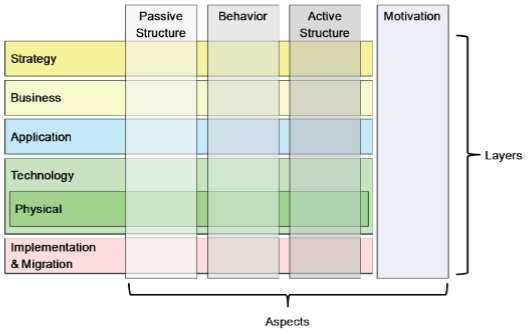 Passive
Structure
Behavior
Active
Structure
Motivation
Strategy
Business
Application
Technology
Physical
Implementation
& Migration
Layers
Aspects